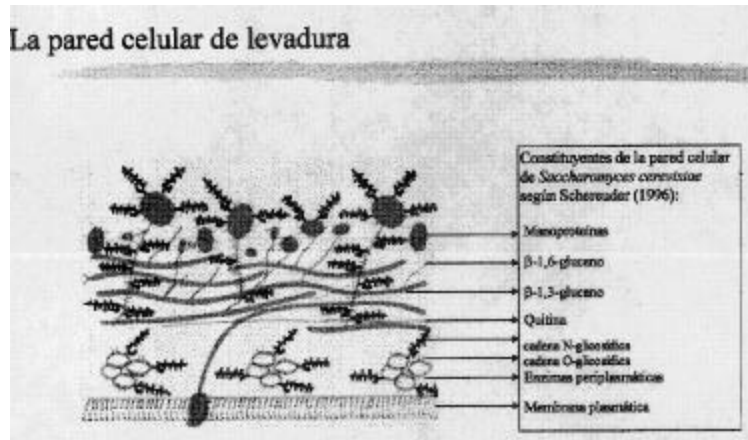 La pared celular de levadura
Constituyentes de la pared celular
de Saccharomyces cerevisiae
según Schereuder (1996):
Manoproteínas
β-1,6-glucano
β-1,3-glucano
Quitina
cadena N-glicosídica
cadena O-glicosídica
Enzimas periplasmáticas
Membrana plasmática